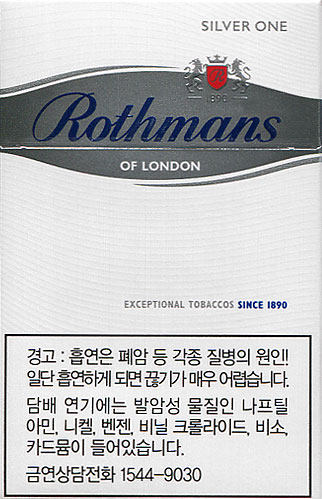 SILVER ONE
1890
Rothmans
OF LONDON
EXCEPTIONAL TOBACCOS SINCE 1890
경고 : 흡연은 폐암 등 각종 질병의 원인!
일단 흡연하게 되면 끊기가 매우 어렵습니다.
담배 연기에는 발암성 물질인 나프틸
아민, 니켈, 벤젠, 비닐 크롤라이드, 비소,
카드뮴이 들어있습니다.
금연상담전화 1544-9030